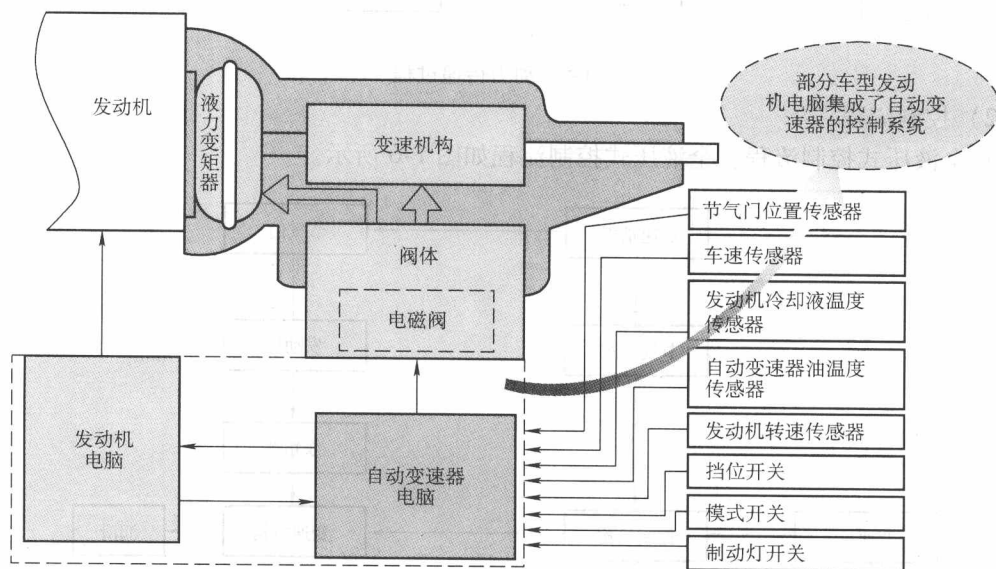 发动机
液力变矩器
变速机构
部分车型发动
机电脑集成了自动变
速器的控制系统
阀体
电磁阀
节气门位置传感器
车速传感器
发动机冷却液温度
传感器
自动变速器油温度
传感器
发动机转速传感器
挡位开关
模式开关
制动灯开关
发动机
电脑
自动变速器
电脑